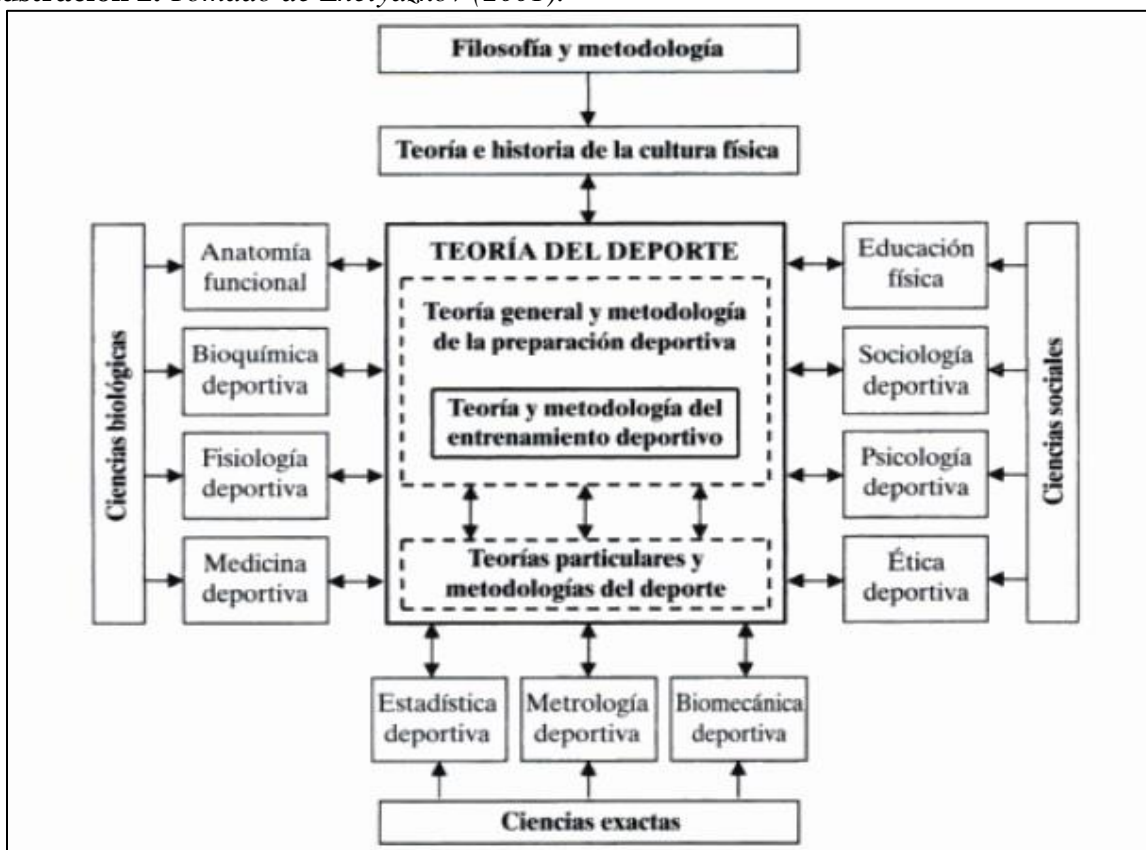 Filosofía y metodología
Teoría e historia de la cultura física
Ciencias biológicas
Anatomía
funcional
Bioquímica
deportiva
Fisiología
deportiva
Medicina
deportiva
TEORÍA DEL DEPORTE
Teoría general y metodología
de la preparación deportiva
Teoría y metodología del
entrenamiento deportivo
Teorías particulares y
metodologías del deporte
Educación
física
Sociología
deportiva
Psicología
deportiva
Ética
deportiva
Ciencias sociales
Estadística
deportiva
Metrología
deportiva
Biomecánica
deportiva
Ciencias exactas